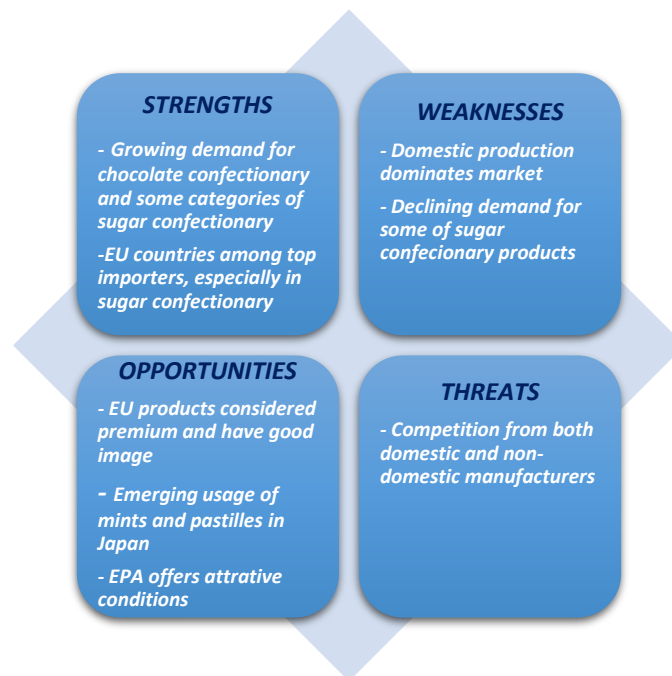 STRENGTHS
- Growing demand for
chocolate confectionary
and some categories of
sugar confectionary
-EU countries among top
importers, especially in
sugar confectionary
WEAKNESSES
- Domestic production
dominates market
- Declining demand for
some of sugar
confecionary products
OPPORTUNITIES
- EU products considered
premium and have good
image
- Emerging usage of
mints and pastilles in
Japan
- EPA offers attrative
conditions
THREATS
- Competition from both
domestic and non-
domestic manufacturers